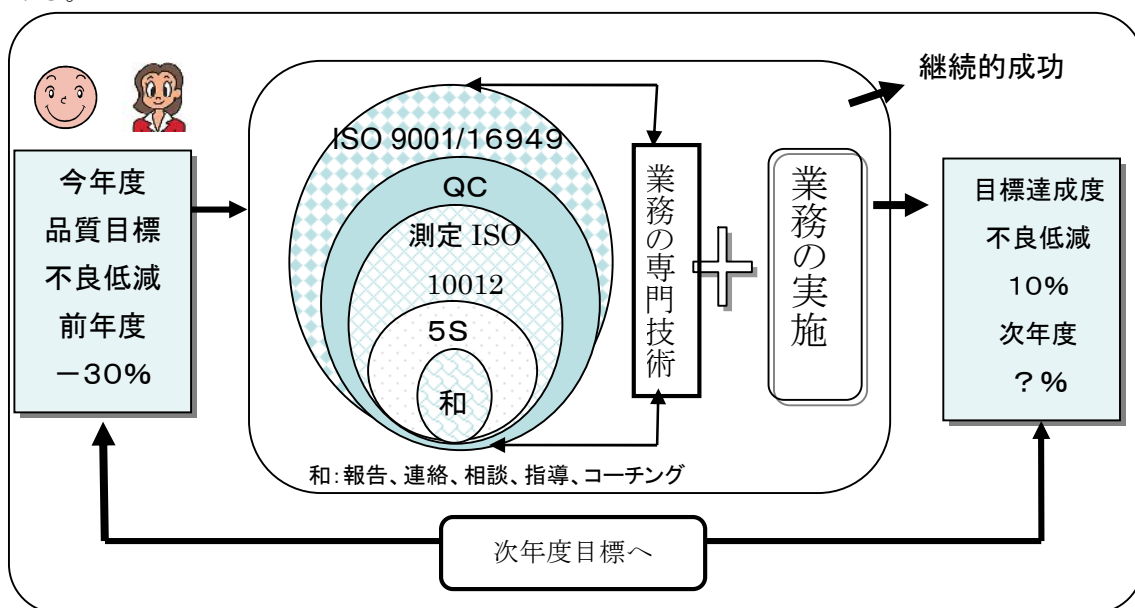 継続的成功
今年度
品質目標
不良低減
前年度
－30%
ISO 9001/16949
QC
測定 ISO
10012
5S
和
業務の専門技術
業務の実施
目標達成度
不良低減
10%
次年度
？%
和：報告、連絡、相談、指導、コーチング
次年度目標へ